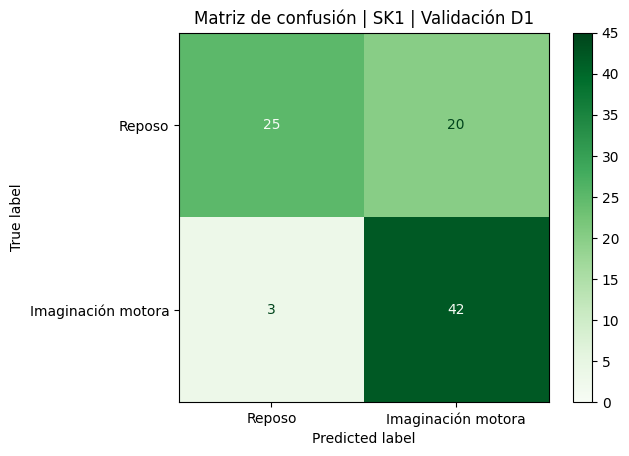 Matriz de confusión | SK1 | Validación D1
True label
Reposo
25
20
Imaginación motora
3
42
Reposo
Imaginación motora
Predicted label
45
40
35
30
25
20
15
10
5
0